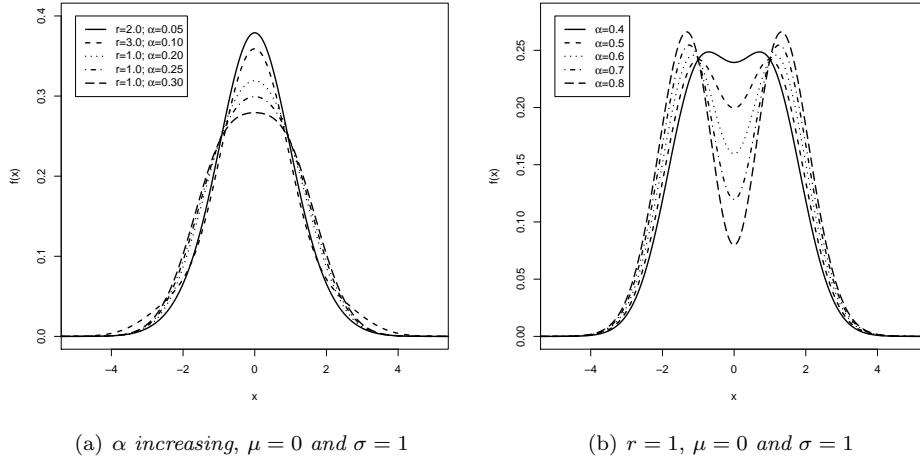 0.4
0.3
0.2
0.1
0.0
f(x)
r=2.0; α=0.05
r=3.0; α=0.10
r=1.0; α=0.20
r=1.0; α=0.25
r=1.0; α=0.30
−4 −2 0 2 4
x
(a) α increasing, μ = 0 and σ = 1
0.25
0.20
0.15
0.10
0.05
0.00
f(x)
α=0.4
α=0.5
α=0.6
α=0.7
α=0.8
−4 −2 0 2 4
x
(b) r = 1, μ = 0 and σ = 1